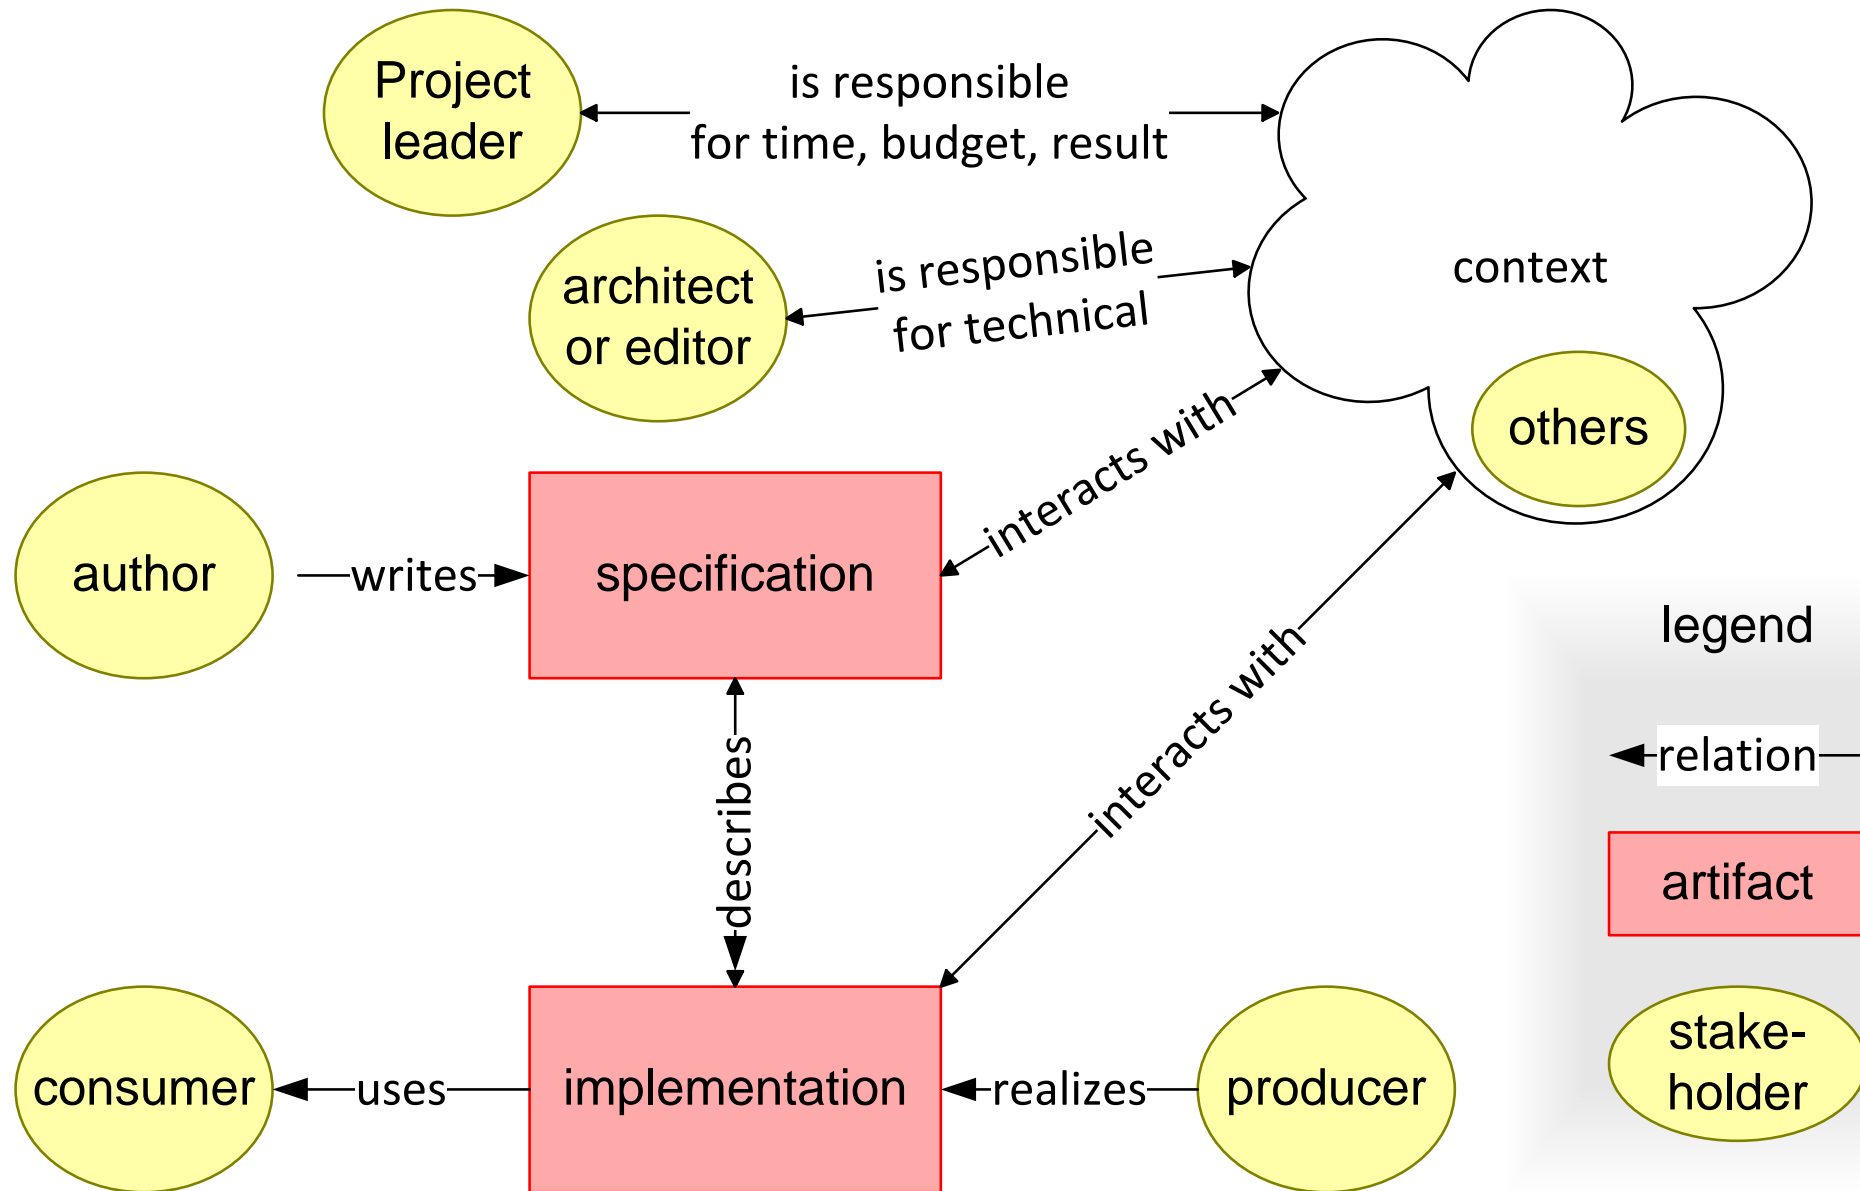 Project
leader
is responsible
for time, budget, result
architect
or editor
is responsible
for technical
context
others
interacts with
author
writes
specification
interacts with
describes
legend
relation
artifact
stake-
holder
consumer
uses
implementation
realizes
producer